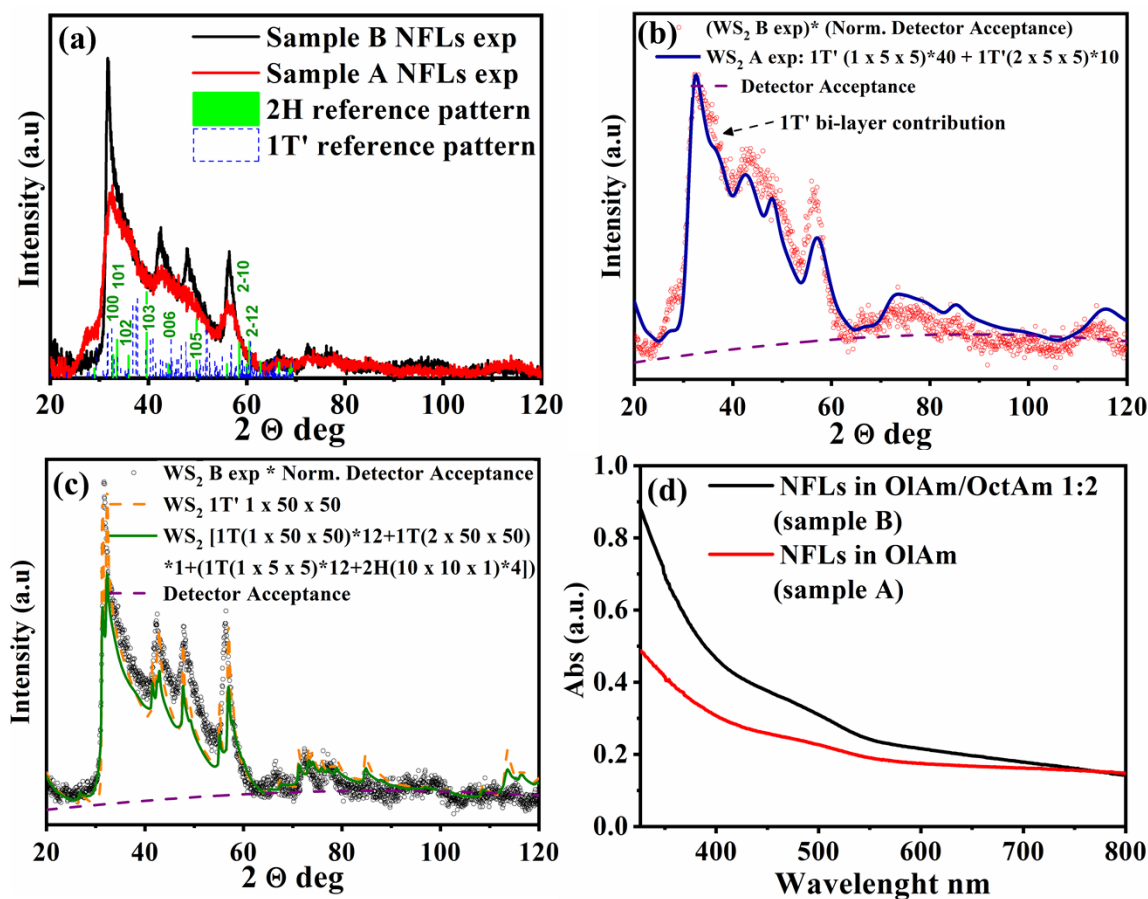 (a)
Sample B NFLs exp
Sample A NFLs exp
2H reference pattern
1T' reference pattern
Intensity (a.u)
100
101
102
103
006
105
2-10
2-12
20 40 60 80 100 120
2 Θ deg
(b)
(WS2 B exp)* (Norm. Detector Acceptance)
WS2 A exp: 1T' (1 x 5 x 5)*40 + 1T'(2 x 5 x 5)*10
Detector Acceptance
1T' bi-layer contribution
Intensity (a.u)
20 40 60 80 100 120
2 Θ deg
(c)
WS2 B exp * Norm. Detector Acceptance
WS2 1T' 1 x 50 x 50
WS2 [1T(1 x 50 x 50)*12+1T(2 x 50 x 50)
*1+(1T(1 x 5 x 5)*12+2H(10 x 10 x 1)*4])
Detector Acceptance
Intensity (a.u)
20 40 60 80 100 120
2 Θ deg
(d)
NFLs in OlAm/OctAm 1:2
(sample B)
NFLs in OlAm
(sample A)
Abs (a.u.)
1.0
0.8
0.6
0.4
0.2
0.0
400 500 600 700 800
Wavelenght nm